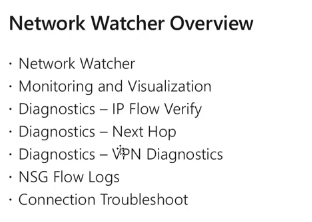 Network Watcher Overview
· Network Watcher
· Monitoring and Visualization
· Diagnostics – IP Flow Verify
· Diagnostics – Next Hop
· Diagnostics – VPN Diagnostics
· NSG Flow Logs
· Connection Troubleshoot